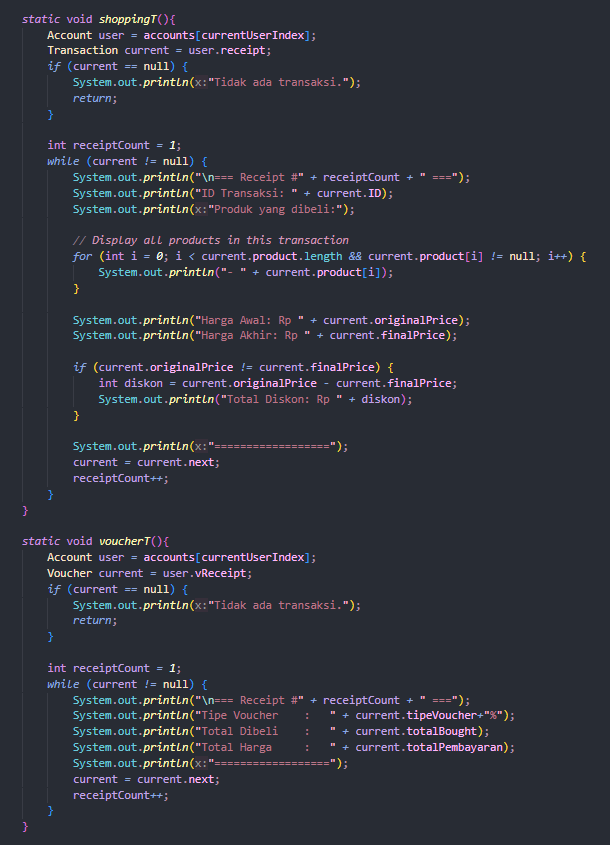 static void shoppingT(){
    Account user = accounts[currentUserIndex];
    Transaction current = user.receipt;
    if (current == null) {
        System.out.println(x:"Tidak ada transaksi.");
        return;
    }

    int receiptCount = 1;
    while (current != null) {
        System.out.println("\n=== Receipt #" + receiptCount + " ===");
        System.out.println("ID Transaksi: " + current.ID);
        System.out.println(x:"Produk yang dibeli:");

        // Display all products in this transaction
        for (int i = 0; i < current.product.length && current.product[i] != null; i++) {
            System.out.println("- " + current.product[i]);
        }

        System.out.println("Harga Awal: Rp " + current.originalPrice);
        System.out.println("Harga Akhir: Rp " + current.finalPrice);

        if (current.originalPrice != current.finalPrice) {
            int diskon = current.originalPrice - current.finalPrice;
            System.out.println("Total Diskon: Rp " + diskon);
        }

        System.out.println(x:"==================");
        current = current.next;
        receiptCount++;
    }
}

static void voucherT(){
    Account user = accounts[currentUserIndex];
    Voucher current = user.vReceipt;
    if (current == null) {
        System.out.println(x:"Tidak ada transaksi.");
        return;
    }

    int receiptCount = 1;
    while (current != null) {
        System.out.println("\n=== Receipt #" + receiptCount + " ===");
        System.out.println("Tipe Voucher    :   " + current.tipeVoucher+"%");
        System.out.println("Total Dibeli    :   " + current.totalBought);
        System.out.println("Total Harga     :   " + current.totalPembayaran);
        System.out.println(x:"==================");
        current = current.next;
        receiptCount++;
    }
}